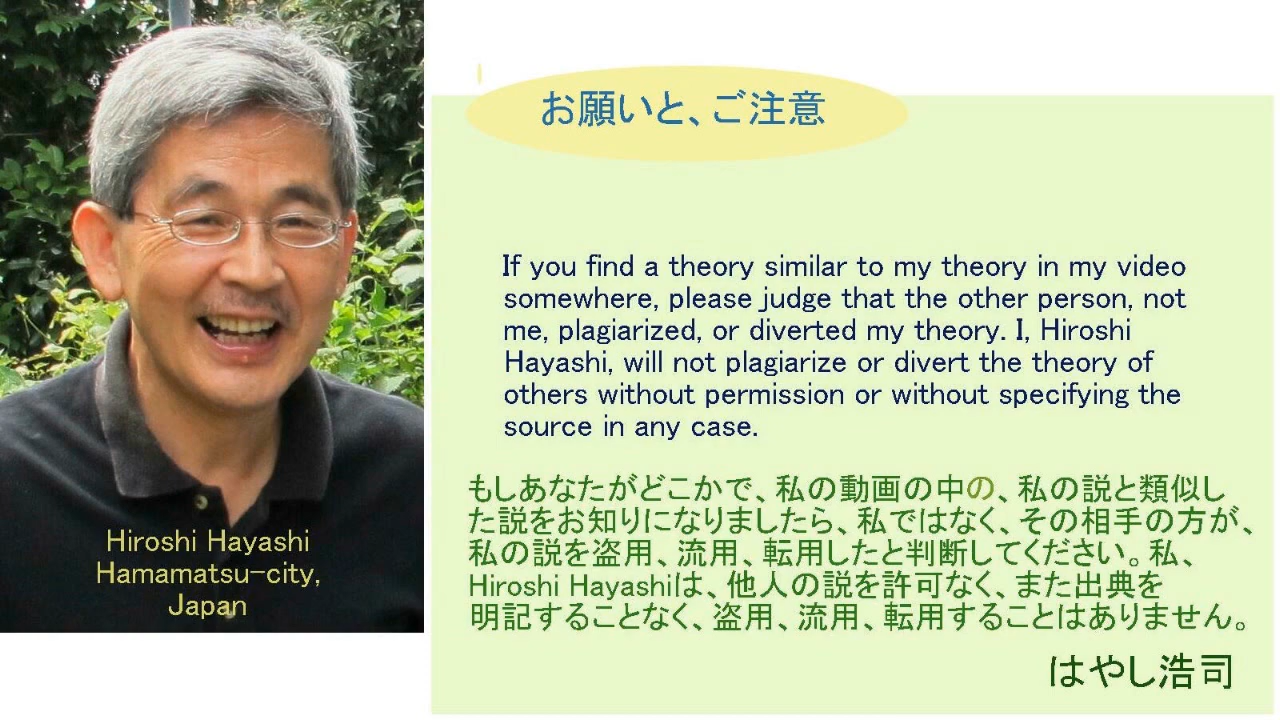 お願いと、ご注意
If you find a theory similar to my theory in my video
somewhere, please judge that the other person, not
me, plagiarized, or diverted my theory. I, Hiroshi
Hayashi, will not plagiarize or divert the theory of
others without permission or without specifying the
source in any case.
もしあなたがどこかで、私の動画の中の、私の説と類似し
た説をお知りになりましたら、私ではなく、その相手の方が、
私の説を盗用、流用、転用したと判断してください。私、
Hiroshi Hayashiは、他人の説を許可なく、また出典を
明記することなく、盗用、流用、転用することはありません。
はやし浩司
Hiroshi Hayashi
Hamamatsu-city,
Japan